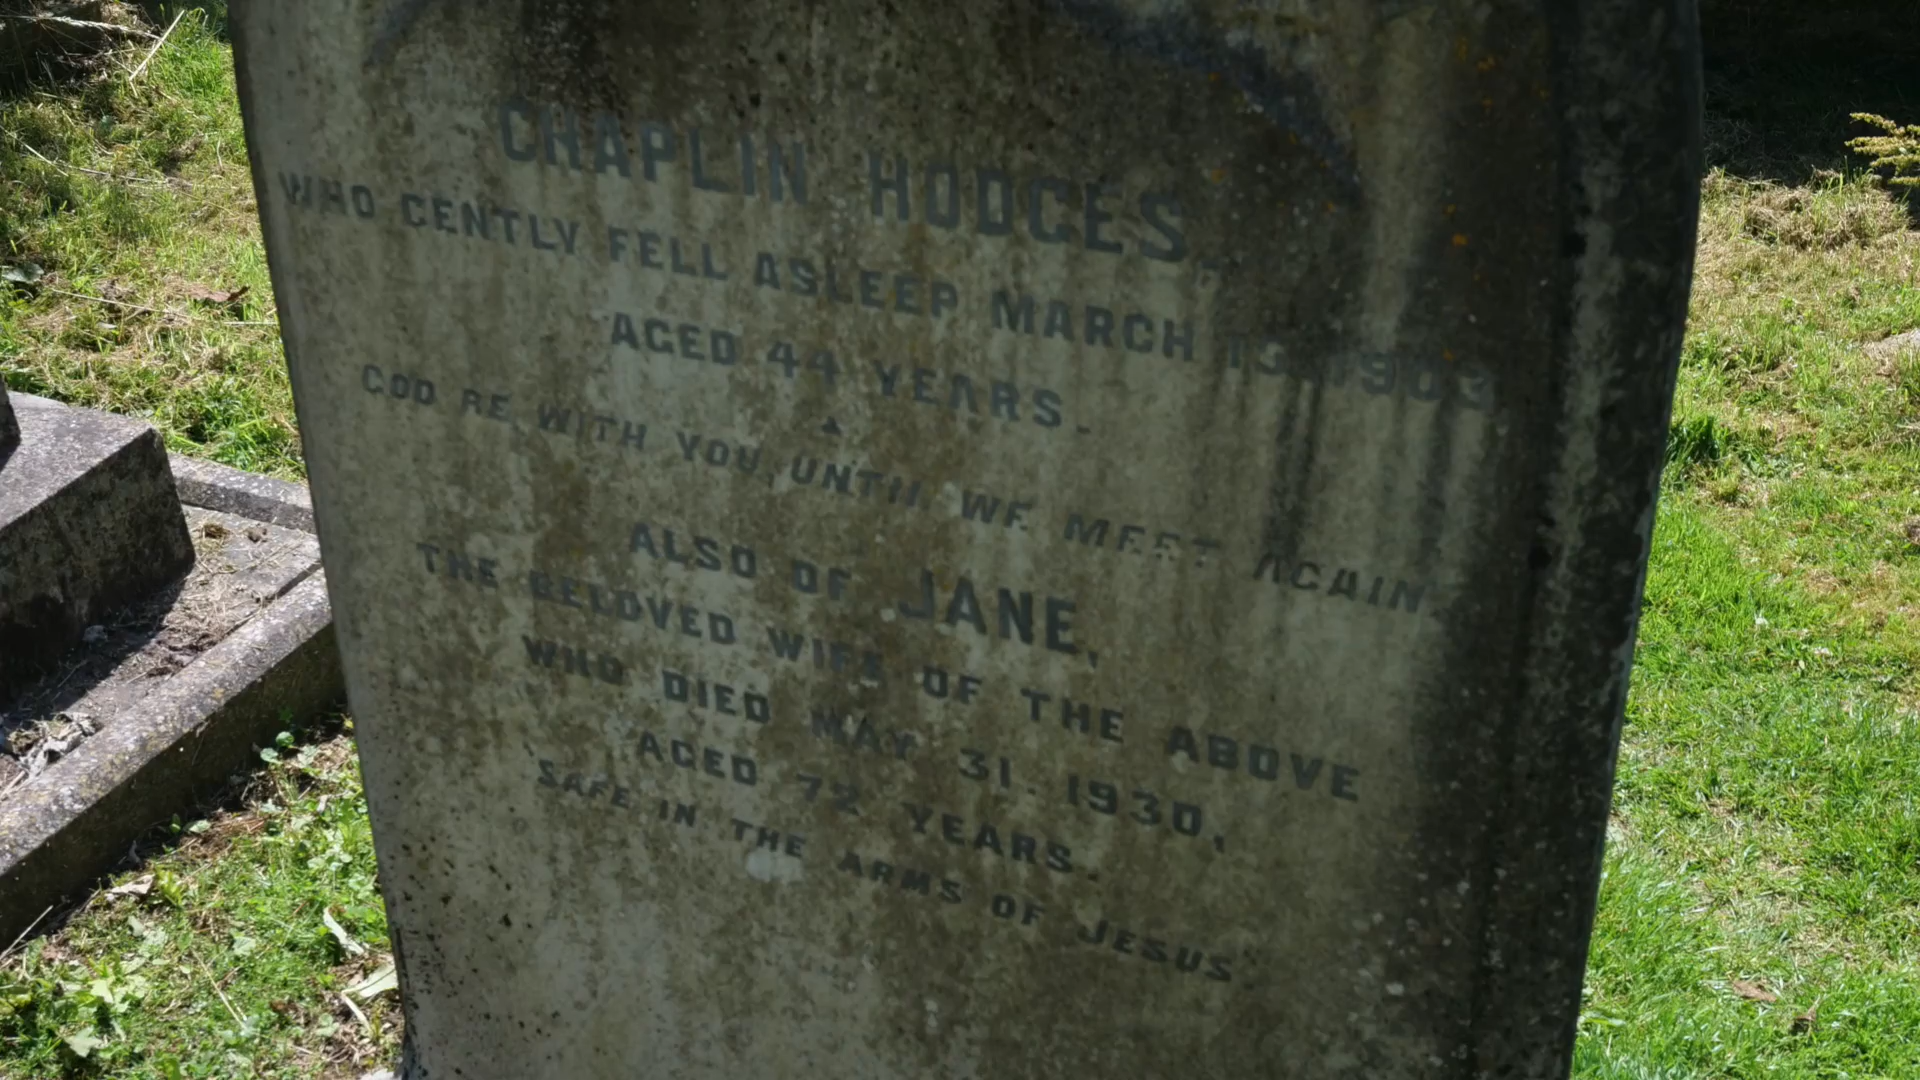 CHAPLIN HODGES.
WHO GENTLY FELL ASLEEP MARCH 13. 1903
AGED 44 YEARS.
GOD BE WITH YOU UNTIL WE MEET AGAIN.
ALSO OF JANE,
THE BELOVED WIFE OF THE ABOVE
WHO DIED MAY 31. 1930,
AGED 72 YEARS.
SAFE IN THE ARMS OF JESUS"